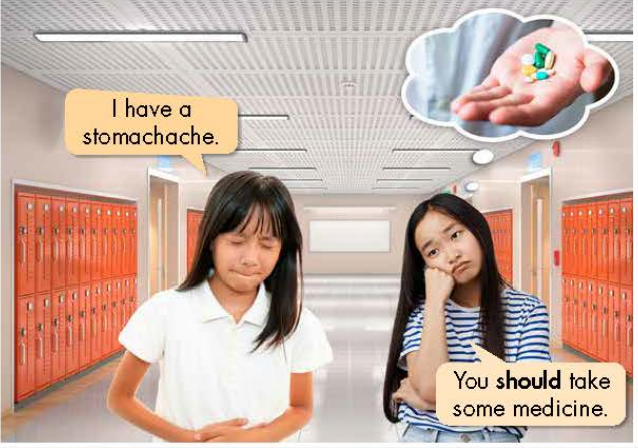 I have a
stomachache.
You should take
some medicine.